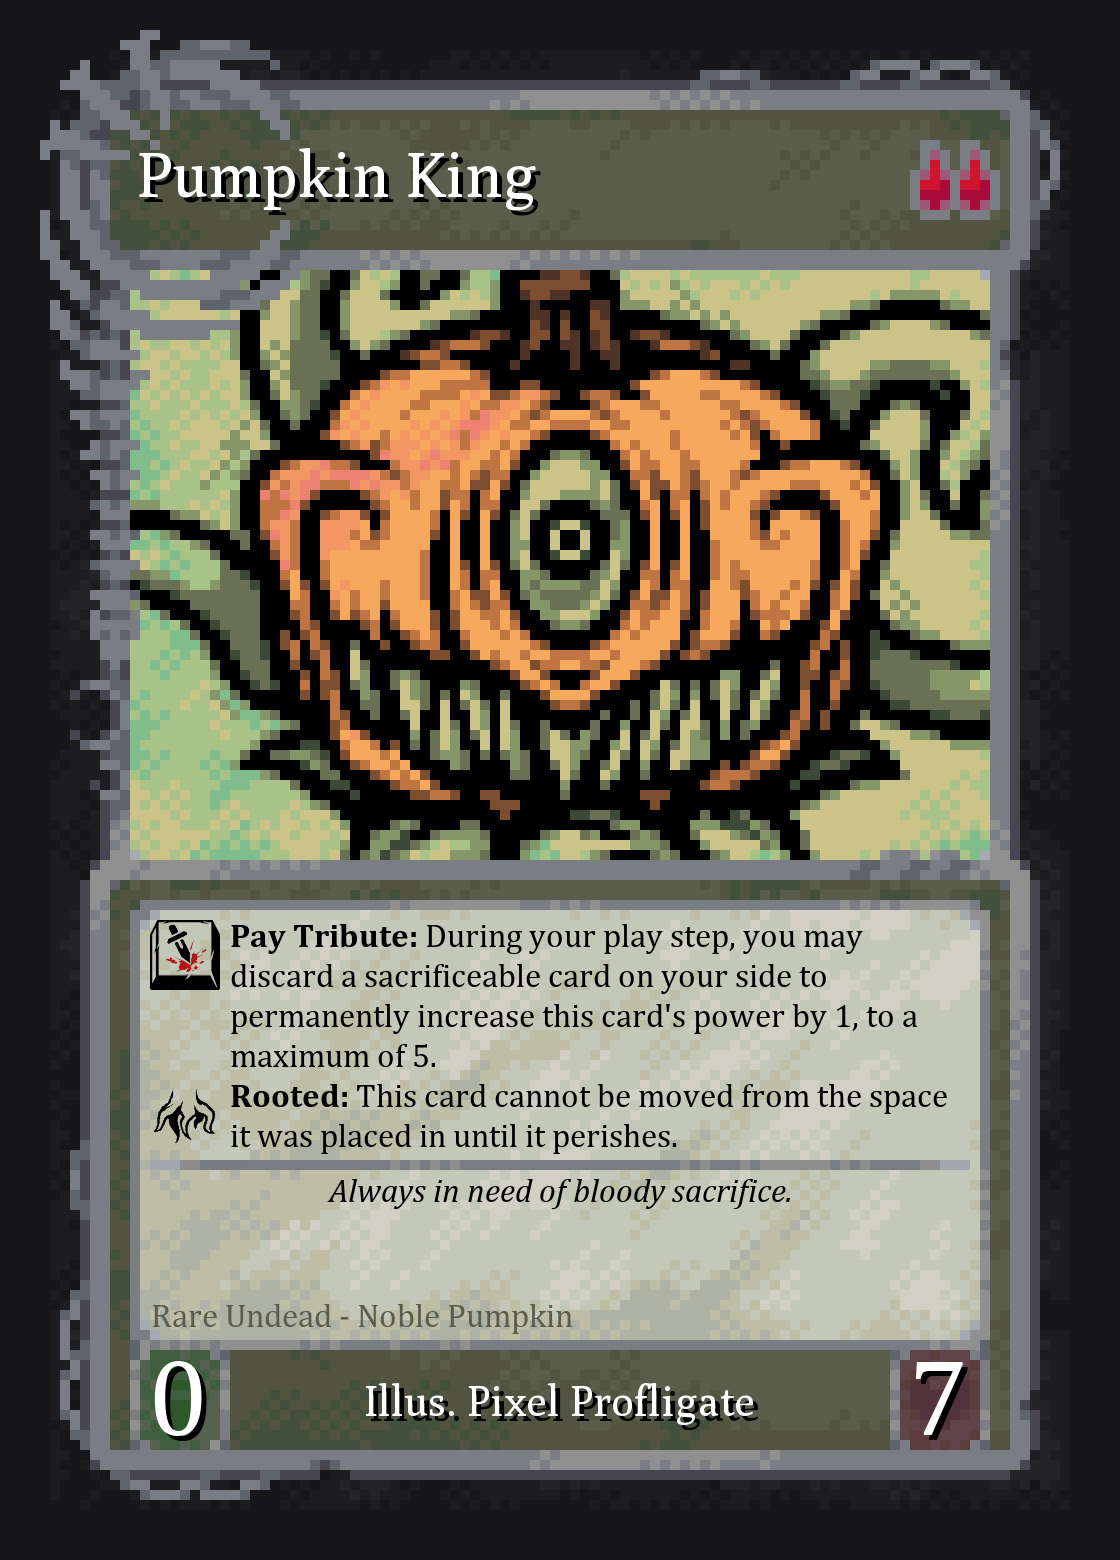 Pumpkin King
Pay Tribute: During your play step, you may
discard a sacrificeable card on your side to
permanently increase this card's power by 1, to a
maximum of 5.
Rooted: This card cannot be moved from the space
it was placed in until it perishes.
Always in need of bloody sacrifice.
Rare Undead - Noble Pumpkin
0
Illus. Pixel Profligate
7